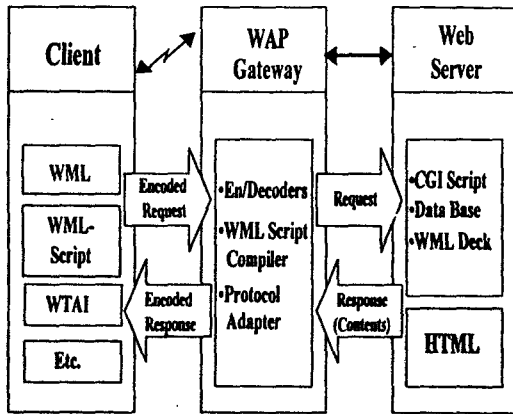 Client
WAP
Gateway
Web
Server
WML
WML-
Script
WTAI
Etc.
Encoded
Request
Encoded
Response
•En/Decoders
•WML Script
Compiler
•Protocol
Adapter
Request
Response
(Contents)
•CGI Script
•Data Base
•WML Deck
HTML